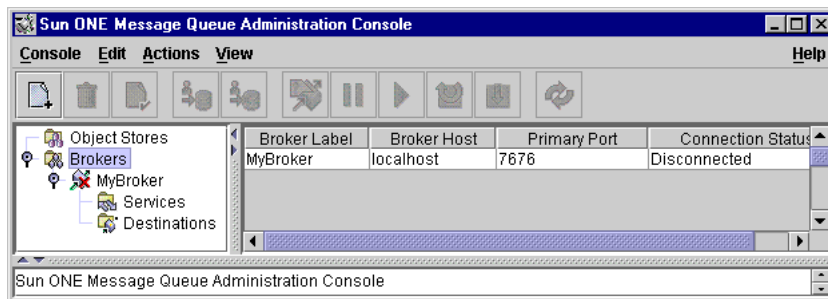 Sun ONE Message Queue Administration Console
Console Edit Actions View Help
Object Stores
Brokers
MyBroker
Services
Destinations
Broker Label Broker Host Primary Port Connection Status
MyBroker localhost 7676 Disconnected
Sun ONE Message Queue Administration Console